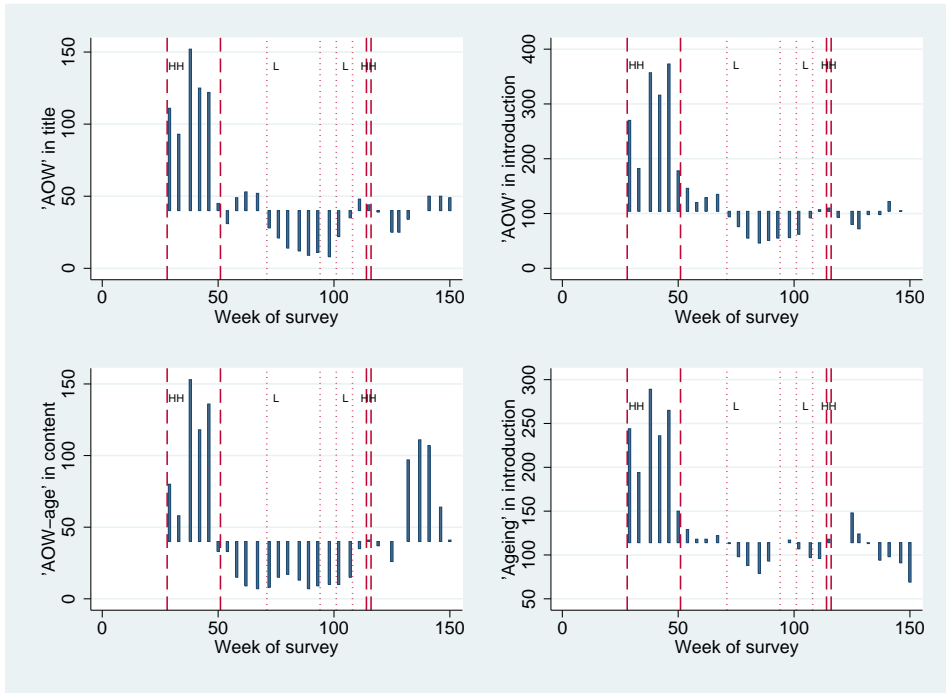 'AOW' in title
150
100
50
0
HH
L
L
HH
0
50
100
150
Week of survey
'AOW' in introduction
400
300
200
100
0
HH
L
L
HH
0
50
100
150
Week of survey
'AOW−age' in content
150
100
50
0
HH
L
L
HH
0
50
100
150
Week of survey
'Ageing' in introduction
300
250
200
150
100
50
HH
L
L
HH
0
50
100
150
Week of survey